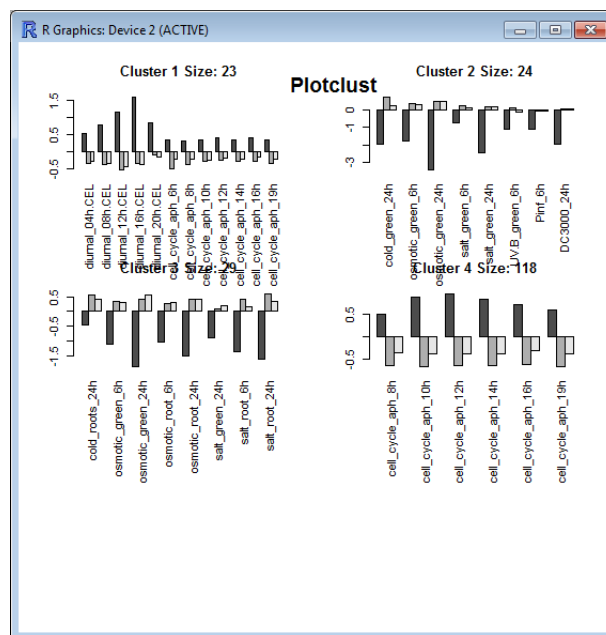 R Graphics: Device 2 (ACTIVE)
Plotclust
Cluster 1 Size: 23
1.5
0.5
-0.5
diurnal_04h.CEL
diurnal_08h.CEL
diurnal_12h.CEL
diurnal_16h.CEL
diurnal_20h.CEL
cell_cycle_aph_6h
cell_cycle_aph_8h
cell_cycle_aph_10h
cell_cycle_aph_12h
cell_cycle_aph_14h
cell_cycle_aph_16h
cell_cycle_aph_19h
Cluster 2 Size: 24
0
-1
-3
cold_green_24h
osmotic_green_6h
osmotic_green_24h
salt_green_6h
salt_green_24h
UV.B_green_6h
Pinf_6h
DC3000_24h
Cluster 3 Size: 29
0.5
-0.5
-1.5
cold_roots_24h
osmotic_green_6h
osmotic_green_24h
osmotic_root_6h
osmotic_root_24h
salt_green_24h
salt_root_6h
salt_root_24h
Cluster 4 Size: 118
0.5
-0.5
cell_cycle_aph_8h
cell_cycle_aph_10h
cell_cycle_aph_12h
cell_cycle_aph_14h
cell_cycle_aph_16h
cell_cycle_aph_19h